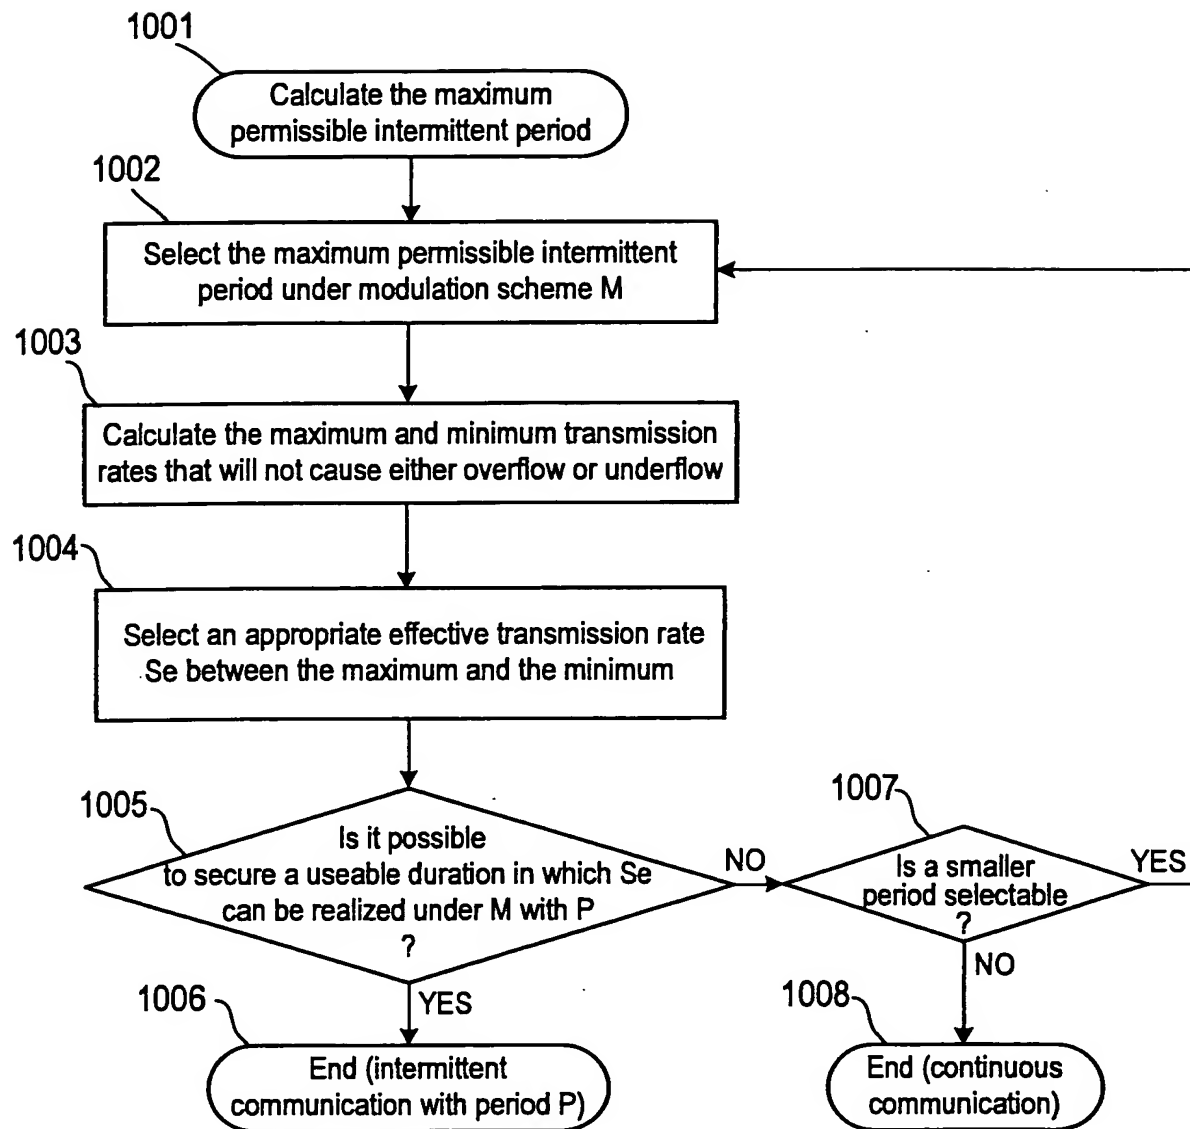 1001
Calculate the maximum
permissible intermittent period
1002
Select the maximum permissible intermittent
period under modulation scheme M
1003
Calculate the maximum and minimum transmission
rates that will not cause either overflow or underflow
1004
Select an appropriate effective transmission rate
Se between the maximum and the minimum
1005
Is it possible
to secure a useable duration in which Se
can be realized under M with P
?
NO
YES
1007
Is a smaller
period selectable
?
YES
NO
1006
End (intermittent
communication with period P)
1008
End (continuous
communication)